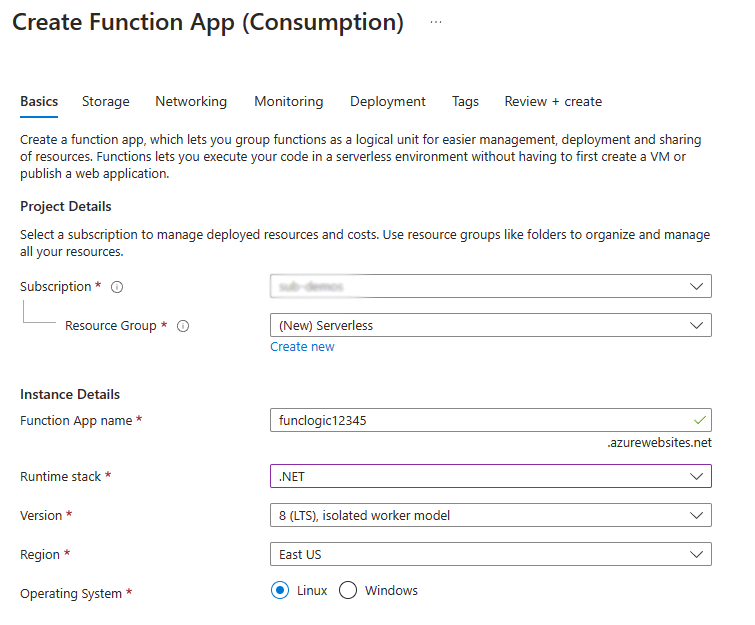 Create Function App (Consumption) ...
Basics Storage Networking Monitoring Deployment Tags Review + create
Create a function app, which lets you group functions as a logical unit for easier management, deployment and sharing
of resources. Functions lets you execute your code in a serverless environment without having to first create a VM or
publish a web application.
Project Details
Select a subscription to manage deployed resources and costs. Use resource groups like folders to organize and manage
all your resources.
Subscription *
Resource Group * (New) Serverless
Create new
Instance Details
Function App name * funclogic12345
.azurewebsites.net
Runtime stack * .NET
Version * 8 (LTS), isolated worker model
Region * East US
Operating System * Linux Windows